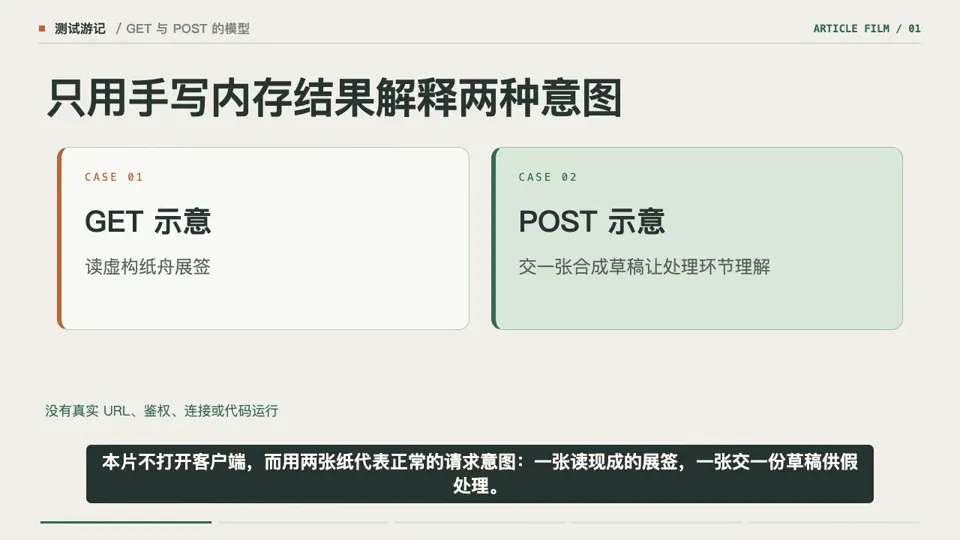 测试游记 / GET 与 POST 的模型
ARTICLE FILM / 01
只用手写内存结果解释两种意图
CASE 01
GET 示意
读虚构纸舟展签
CASE 02
POST 示意
交一张合成草稿让处理环节理解
没有真实 URL、鉴权、连接或代码运行
本片不打开客户端，而用两张纸代表正常的请求意图：一张读现成的展签，一张交一份草稿供假
处理。